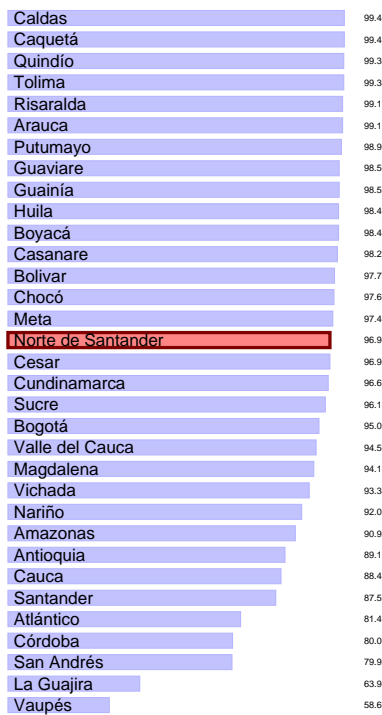 Caldas 99.4
Caquetá 99.4
Quindío 99.3
Tolima 99.3
Risaralda 99.1
Arauca 99.1
Putumayo 98.9
Guaviare 98.5
Guainía 98.5
Huila 98.4
Boyacá 98.4
Casanare 98.2
Bolivar 97.7
Chocó 97.6
Meta 97.4
Norte de Santander 96.9
Cesar 96.9
Cundinamarca 96.6
Sucre 96.1
Bogotá 95.0
Valle del Cauca 94.5
Magdalena 94.1
Vichada 93.3
Nariño 92.0
Amazonas 90.9
Antioquia 89.1
Cauca 88.4
Santander 87.5
Atlántico 81.4
Córdoba 80.0
San Andrés 79.9
La Guajira 63.9
Vaupés 58.6